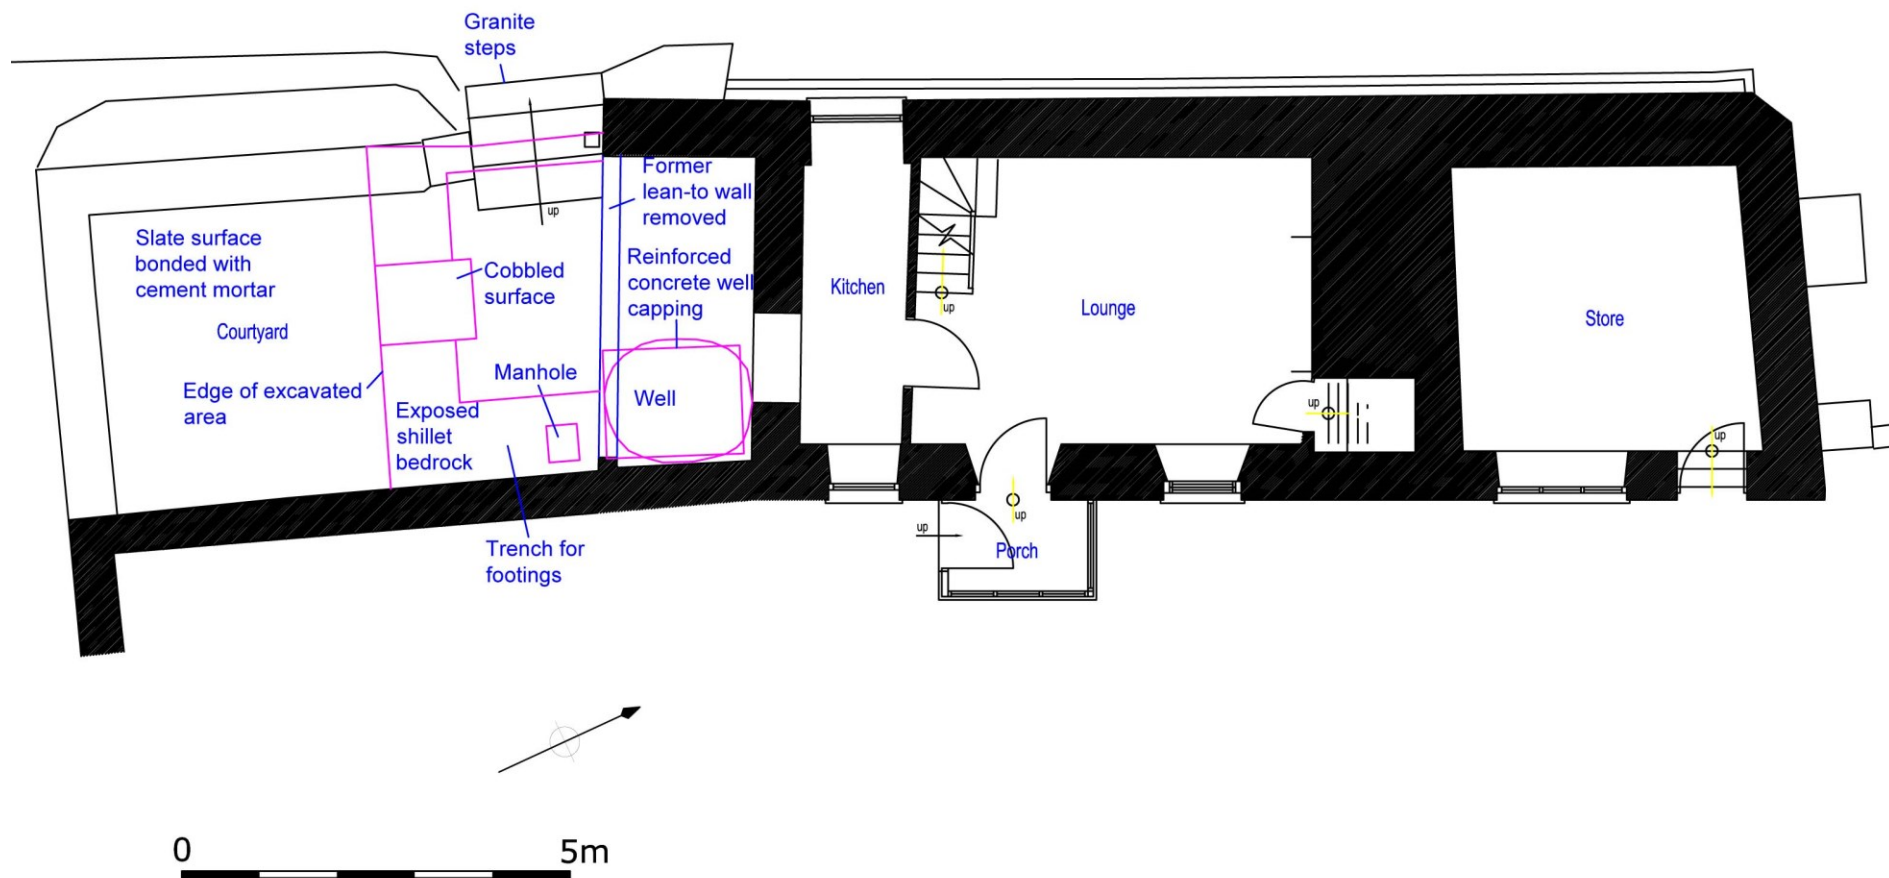 Granite
steps
Former
lean-to wall
removed
up
Slate surface
bonded with
cement mortar
Reinforced
concrete well
capping
Cobbled
surface
Kitchen
Lounge
up
Store
Courtyard
Manhole
Edge of excavated
area
Well
Exposed
shillet
bedrock
up
up
up
up
Trench for
footings
Porch
0
5m